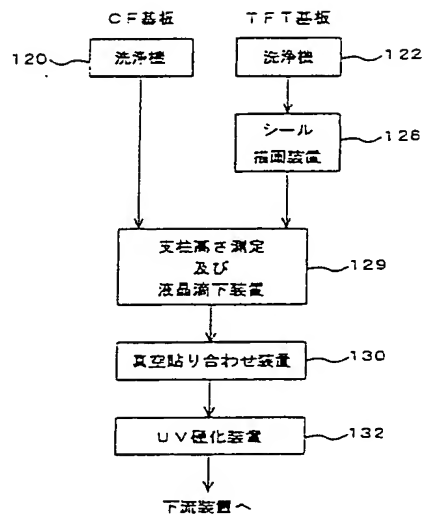 CF基板 TFT基板
120 洗浄機 洗浄機 122
シール
描画装置 126
支柱高さ測定
及び
液晶滴下装置 129
真空貼り合わせ装置 130
UV硬化装置 132
下流装置へ